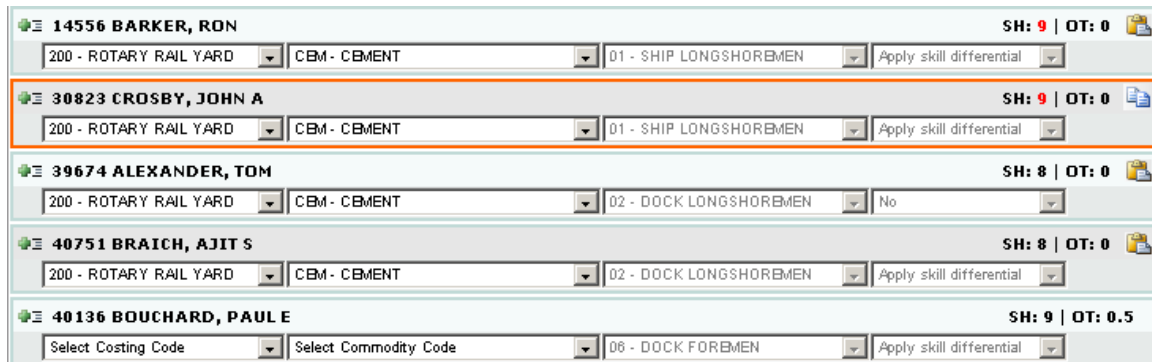 14556 BARKER, RON SH: 9 | OT: 0
200 - ROTARY RAIL YARD CEM - CEMENT 01 - SHIP LONGSHOREMEN Apply skill differential
30823 CROSBY, JOHN A SH: 9 | OT: 0
200 - ROTARY RAIL YARD CEM - CEMENT 01 - SHIP LONGSHOREMEN Apply skill differential
39674 ALEXANDER, TOM SH: 8 | OT: 0
200 - ROTARY RAIL YARD CEM - CEMENT 02 - DOCK LONGSHOREMEN No
40751 BRAICH, AJIT S SH: 8 | OT: 0
200 - ROTARY RAIL YARD CEM - CEMENT 02 - DOCK LONGSHOREMEN Apply skill differential
40136 BOUCHARD, PAUL E SH: 9 | OT: 0.5
Select Costing Code Select Commodity Code 06 - DOCK FOREMEN Apply skill differential